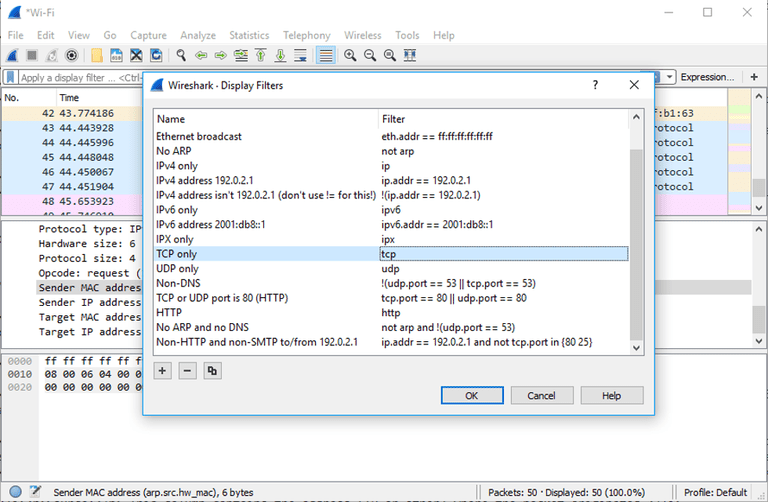 *Wi-Fi
File Edit View Go Capture Analyze Statistics Telephony Wireless Tools Help
Apply a display filter ... <Ctrl- Expression... +
Wireshark · Display Filters ?
No. Time
42 43.774186 f:b1:63
43 44.443928 rotocol
44 44.445996 rotocol
45 44.448048 rotocol
46 44.450067 rotocol
47 44.451904 rotocol
48 45.653923
Name Filter
Ethernet broadcast eth.addr == ff:ff:ff:ff:ff:ff
No ARP not arp
IPv4 only ip
IPv4 address 192.0.2.1 ip.addr == 192.0.2.1
IPv4 address isn't 192.0.2.1 (don't use != for this!) !(ip.addr == 192.0.2.1)
IPv6 only ipv6
IPv6 address 2001:db8::1 ipv6.addr == 2001:db8::1
IPX only ipx
TCP only tcp
UDP only udp
Non-DNS !(udp.port == 53 || tcp.port == 53)
TCP or UDP port is 80 (HTTP) tcp.port == 80 || udp.port == 80
HTTP http
No ARP and no DNS not arp and !(udp.port == 53)
Non-HTTP and non-SMTP to/from 192.0.2.1 ip.addr == 192.0.2.1 and not tcp.port in {80 25}
OK Cancel Help
Protocol type: IP
Hardware size: 6
Protocol size: 4
Opcode: request (
Sender MAC addres
Sender IP address
Target MAC addres
Target IP address
0000 ff ff ff ff ff f
0010 08 00 06 04 00 0
0020 00 00 00 00 00 0
Sender MAC address (arp.src.hw_mac), 6 bytes Packets: 50 · Displayed: 50 (100.0%) Profile: Default